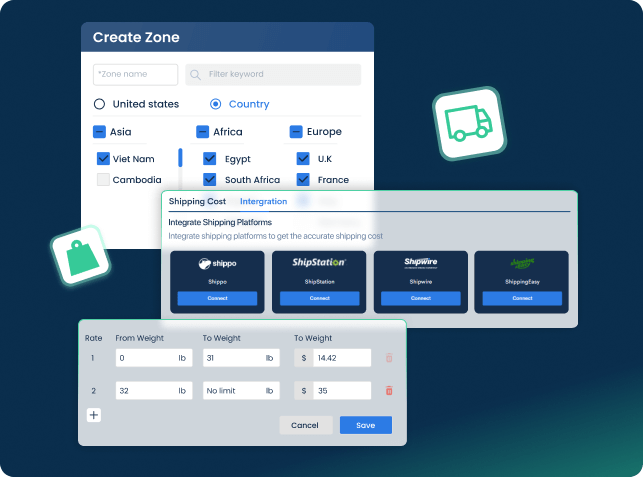 Create Zone
*Zone name
Filter keyword
United states
Country
Asia
Africa
Europe
Viet Nam
Egypt
U.K
Cambodia
South Africa
France
Shipping Cost
Intergration
Integrate Shipping Platforms
Integrate shipping platforms to get the accurate shipping cost
shippo
ShipStation
Shipwire
ShippingEasy
Shippo
ShipStation
Shipwire
ShippingEasy
Connect
Connect
Connect
Connect
Rate
From Weight
To Weight
To Weight
1
0
lb
31
lb
$
14.42
2
32
lb
No limit
lb
$
35
+
Cancel
Save